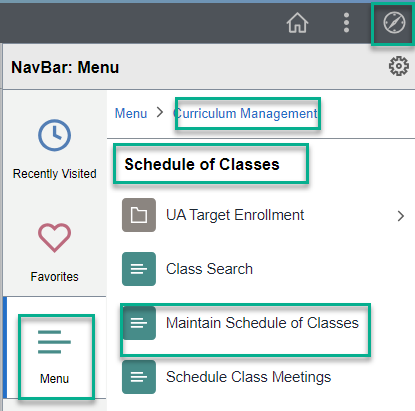 NavBar: Menu
Recently Visited
Favorites
Menu
Menu > Curriculum Management
Schedule of Classes
UA Target Enrollment
Class Search
Maintain Schedule of Classes
Schedule Class Meetings